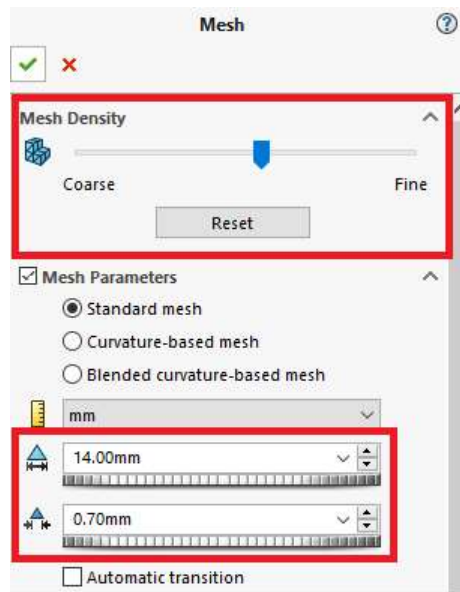 Mesh
?
Mesh Density
Coarse Fine
Reset
Mesh Parameters
Standard mesh
Curvature-based mesh
Blended curvature-based mesh
mm
14.00mm
0.70mm
Automatic transition